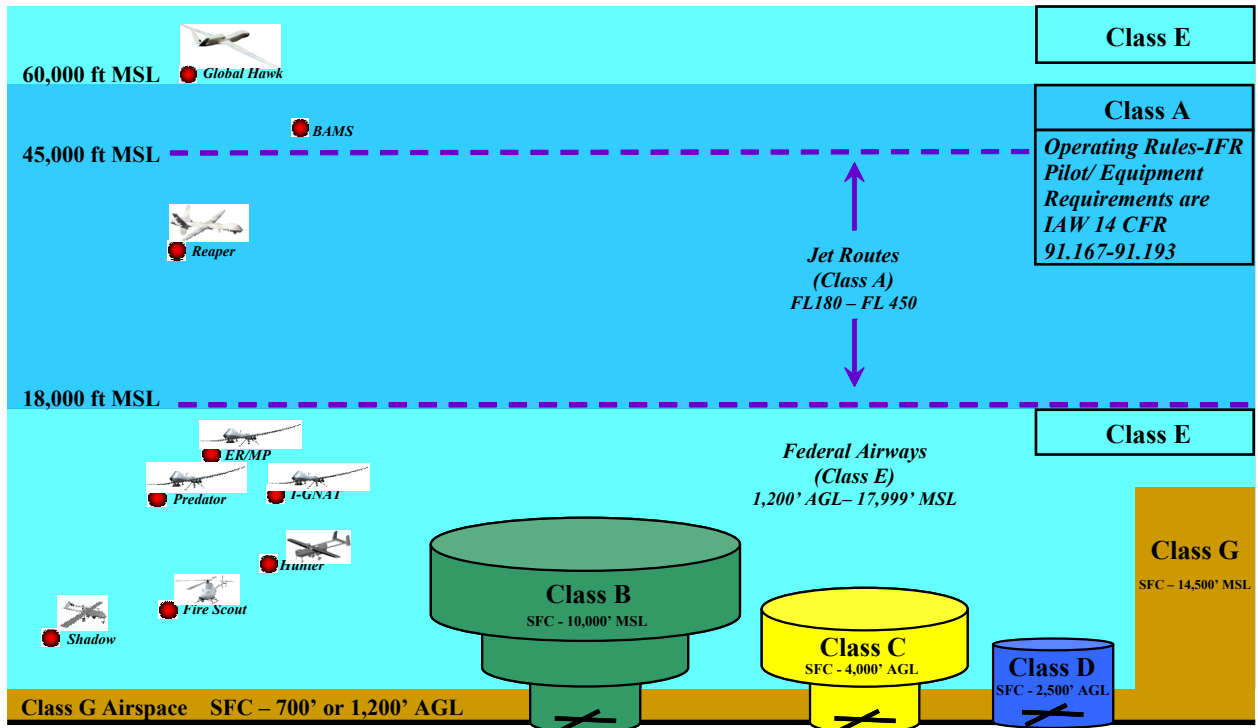 Class E
60,000 ft MSL
Global Hawk
Class A
BAMS
45,000 ft MSL
Operating Rules-IFR
Pilot/ Equipment
Requirements are
IAW 14 CFR
91.167-91.193
Reaper
Jet Routes
(Class A)
FL180 – FL 450
18,000 ft MSL
Class E
ER/MP
Federal Airways
(Class E)
1,200’ AGL– 17,999’ MSL
Predator
I-GNAT
Class G
SFC – 14,500’ MSL
Hunter
Class B
SFC - 10,000’ MSL
Fire Scout
Shadow
Class C
SFC - 4,000’ AGL
Class D
SFC - 2,500’ AGL
Class G Airspace SFC – 700’ or 1,200’ AGL